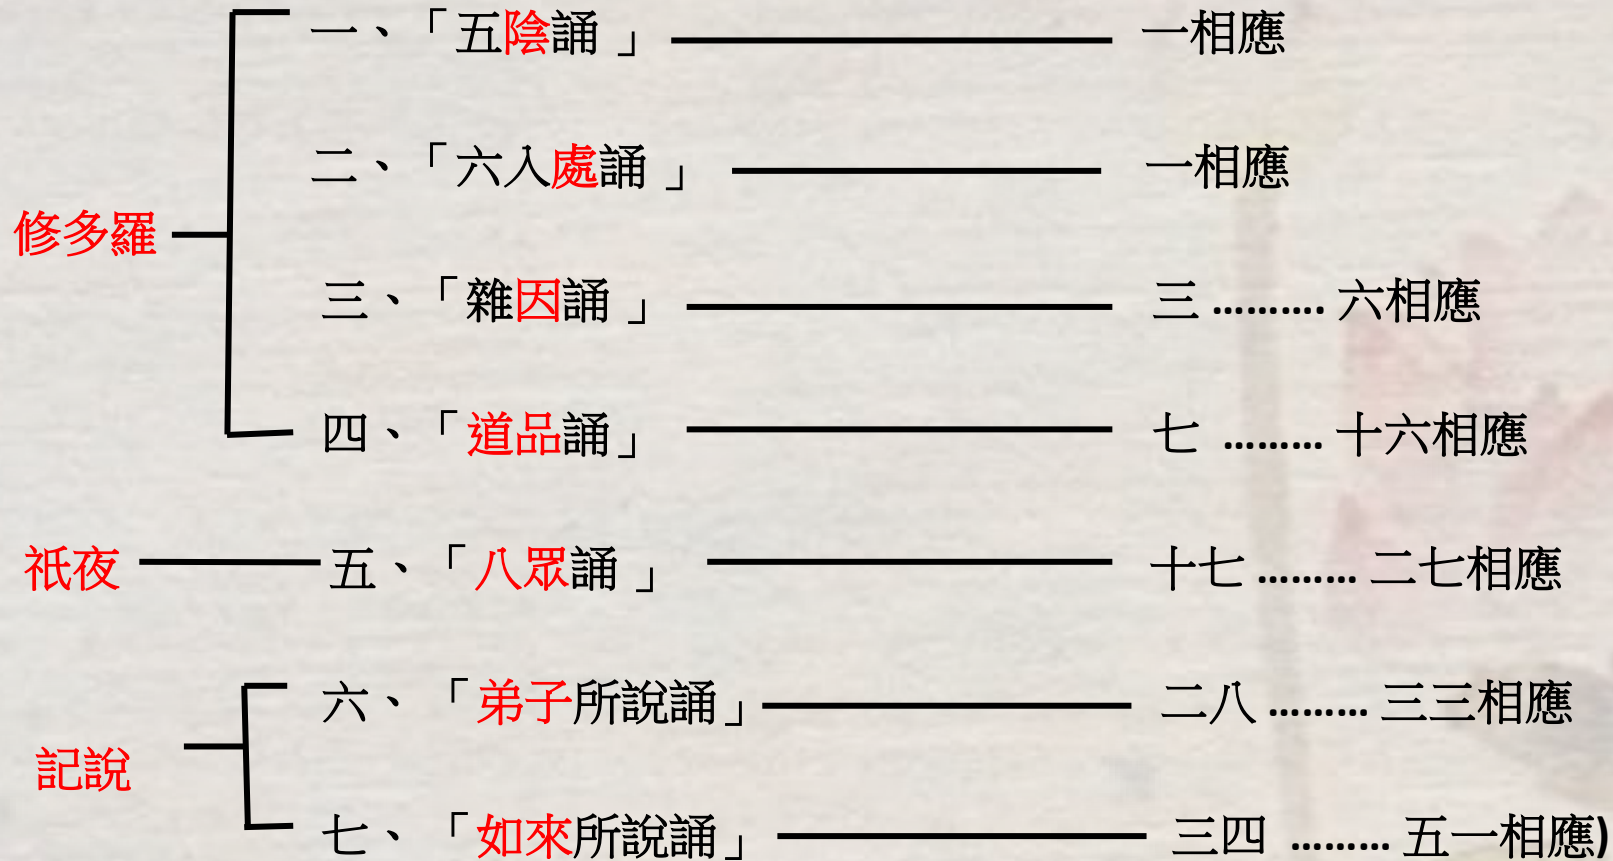 一、「五陰誦 」 一相應
二、「六入處誦 」 一相應
修多羅
三、「雜因誦 」 三 ……… 六相應
四、「道品誦」 七 ……… 十六相應
祇夜 五、「八眾誦 」 十七 ……… 二七相應
六、「弟子所說誦」 二八 ……… 三三相應
記說
七、「如來所說誦」 三四 ……… 五一相應)